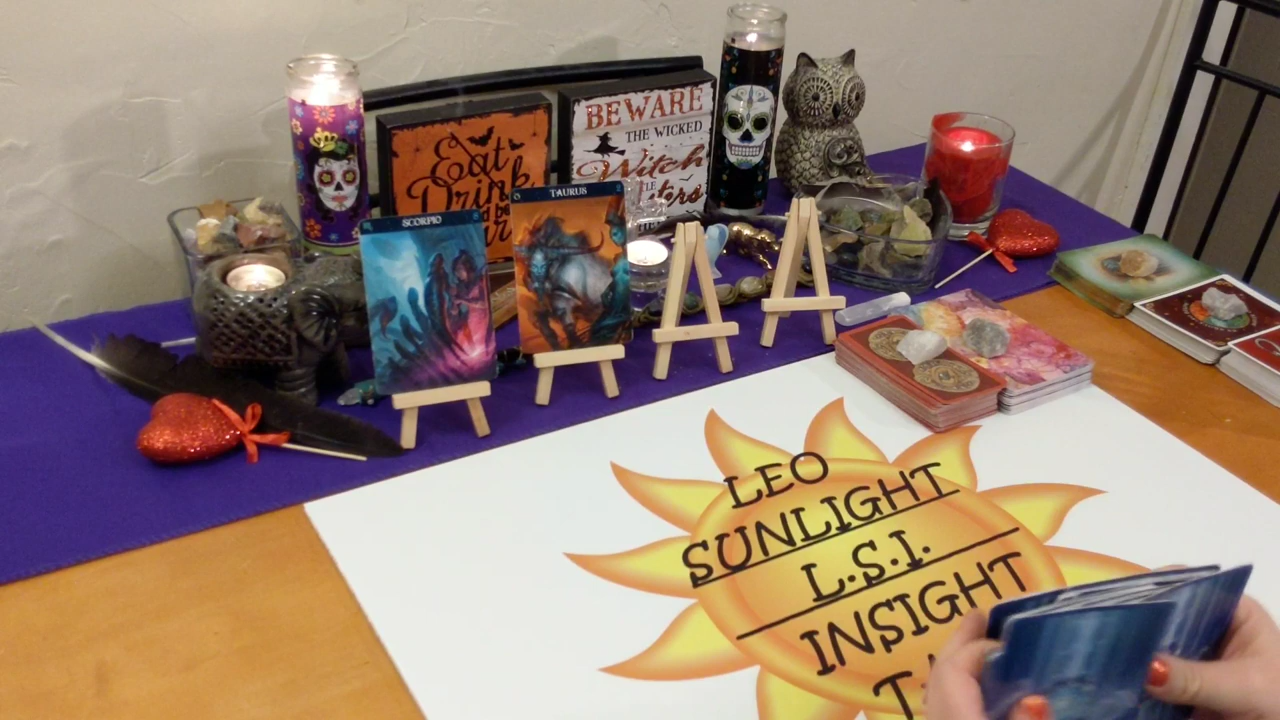 Eat
Drink
BEWARE
THE WICKED
Witch
SCORPIO
TAURUS
LEO
SUNLIGHT
L.S.I.
INSIGHT